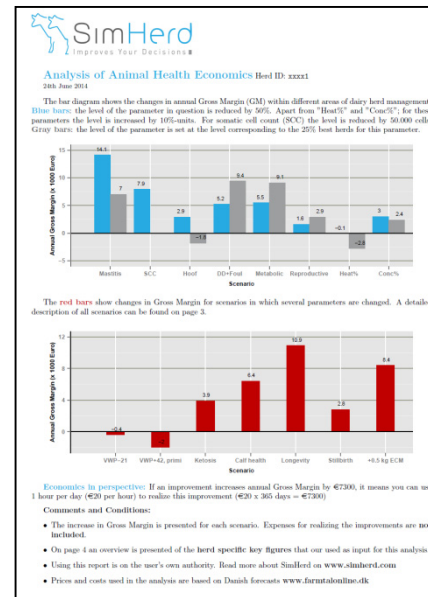 SimHerd
Improves Your Decisions
Analysis of Animal Health Economics Herd ID: xxxx1
24th June 2014
The bar diagram shows the changes in annual Gross Margin (GM) within different areas of dairy herd management
Blue bars: the level of the parameter in question is reduced by 50%. Apart from "Heat%" and "Conc%"; for these
parameters the level is increased by 10%-units. For somatic cell count (SCC) the level is reduced by 50.000 cells
Gray bars: the level of the parameter is set at the level corresponding to the 25% best herds for this parameter.
Annual Gross Margin (x 1000 Euro)
15
10
5
0
−5
14.1
7
7.9
2.9
−1.9
5.2
9.4
5.5
9.1
1.6
2.9
−0.1
−2.8
3
2.4
Mastitis
SCC
Hoof
DD+Foul
Metabolic
Reproductive
Heat%
Conc%
Scenario
The red bars show changes in Gross Margin for scenarios in which several parameters are changed. A detailed
description of all scenarios can be found on page 3.
Annual Gross Margin (x 1000 Euro)
12
8
4
0
−0.4
−2
3.9
6.4
10.9
2.8
8.4
VWP−21
VWP+42, primi
Ketosis
Calf health
Longevity
Stillbirth
+0.5 kg ECM
Scenario
Economics in perspective: If an improvement increases annual Gross Margin by €7300, it means you can use
1 hour per day (€20 per hour) to realize this improvement (€20 x 365 days = €7300)
Comments and Conditions:
• The increase in Gross Margin is presented for each scenario. Expenses for realizing the improvements are no
included.
• On page 4 an overview is presented of the herd specific key figures that our used as input for this analysis
• Using this report is on the user's own authority. Read more about SimHerd on www.simherd.com
• Prices and costs used in the analysis are based on Danish forecasts www.farmtalonline.dk